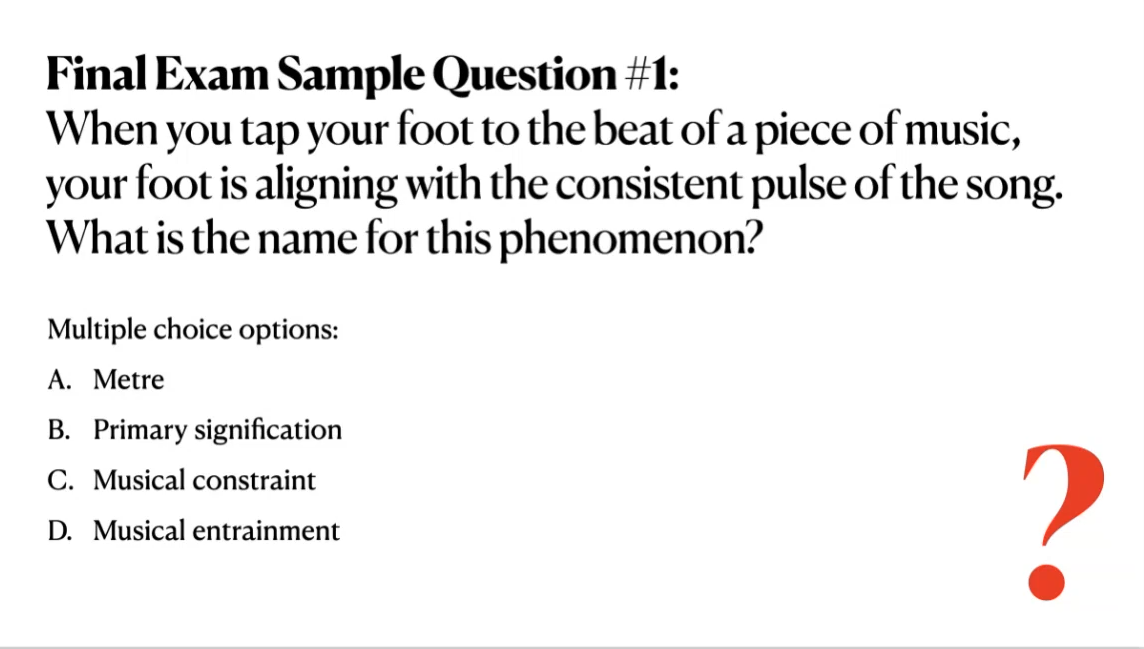 Final Exam Sample Question #1:
When you tap your foot to the beat of a piece of music,
your foot is aligning with the consistent pulse of the song.
What is the name for this phenomenon?
Multiple choice options:
A. Metre
B. Primary signification
C. Musical constraint
D. Musical entrainment
?